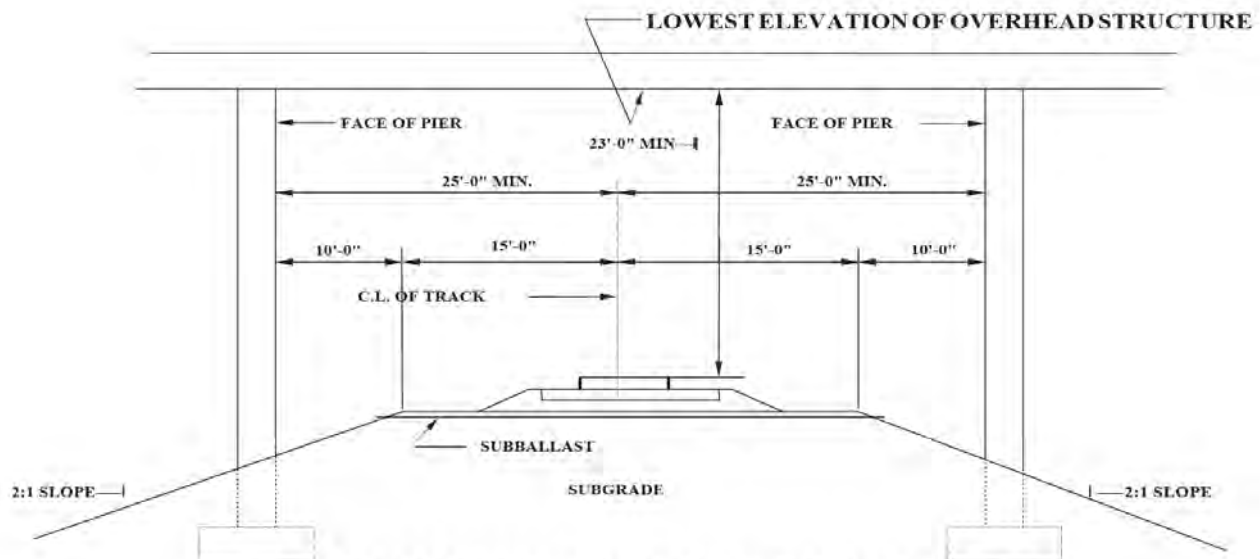 LOWEST ELEVATION OF OVERHEAD STRUCTURE
FACE OF PIER
FACE OF PIER
23'-0" MIN
25'-0" MIN.
25'-0" MIN.
10'-0"
15'-0"
15'-0"
10'-0"
C.L. OF TRACK
SUBBALLAST
2:1 SLOPE
SUBGRADE
2:1 SLOPE